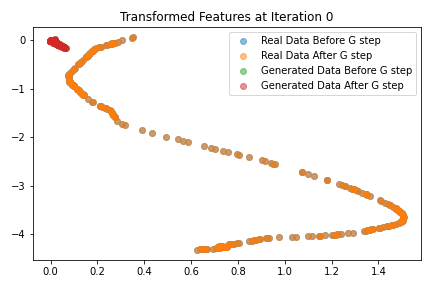 Transformed Features at Iteration 0
Real Data Before G step
Real Data After G step
Generated Data Before G step
Generated Data After G step
0
−1
−2
−3
−4
0.0 0.2 0.4 0.6 0.8 1.0 1.2 1.4